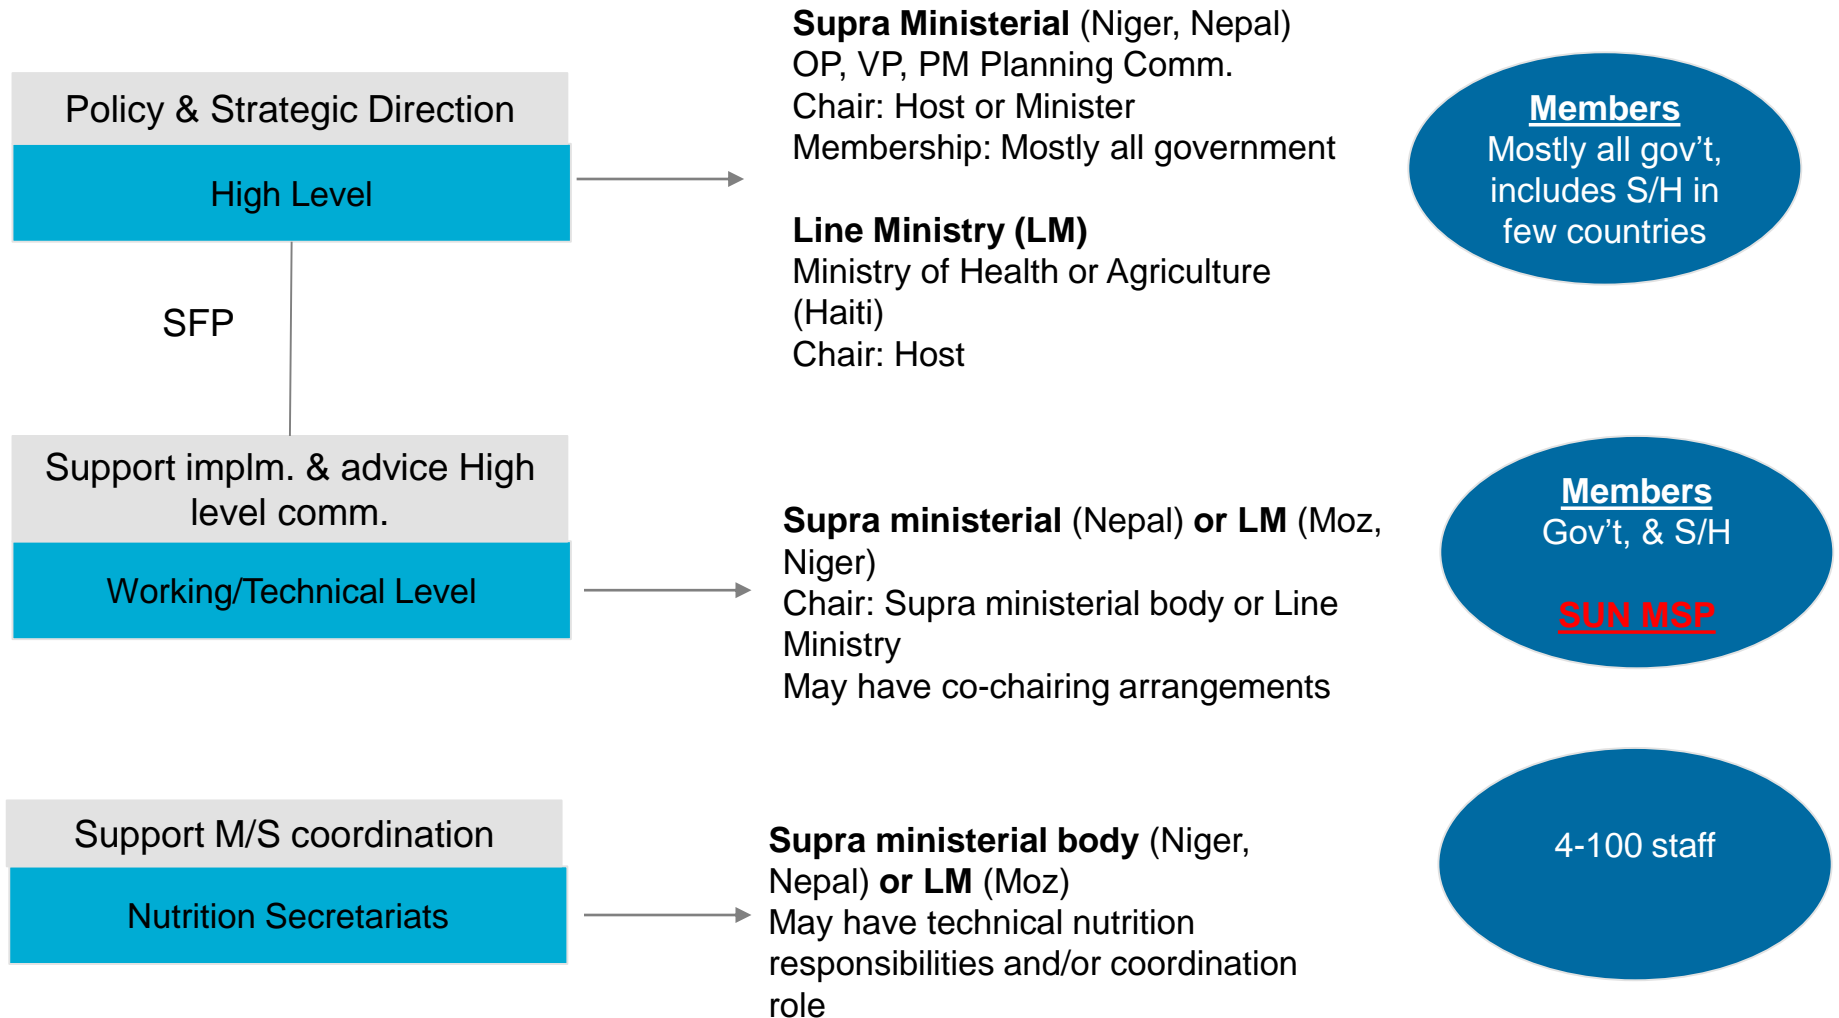 Policy & Strategic Direction
High Level
Supra Ministerial (Niger, Nepal)
OP, VP, PM Planning Comm.
Chair: Host or Minister
Membership: Mostly all government
Line Ministry (LM)
Ministry of Health or Agriculture
(Haiti)
Chair: Host
Members
Mostly all gov’t,
includes S/H in
few countries
SFP
Support implm. & advice High
level comm.
Working/Technical Level
Supra ministerial (Nepal) or LM (Moz,
Niger)
Chair: Supra ministerial body or Line
Ministry
May have co-chairing arrangements
Members
Gov’t, & S/H
SUN MSP
Support M/S coordination
Nutrition Secretariats
Supra ministerial body (Niger,
Nepal) or LM (Moz)
May have technical nutrition
responsibilities and/or coordination
role
4-100 staff